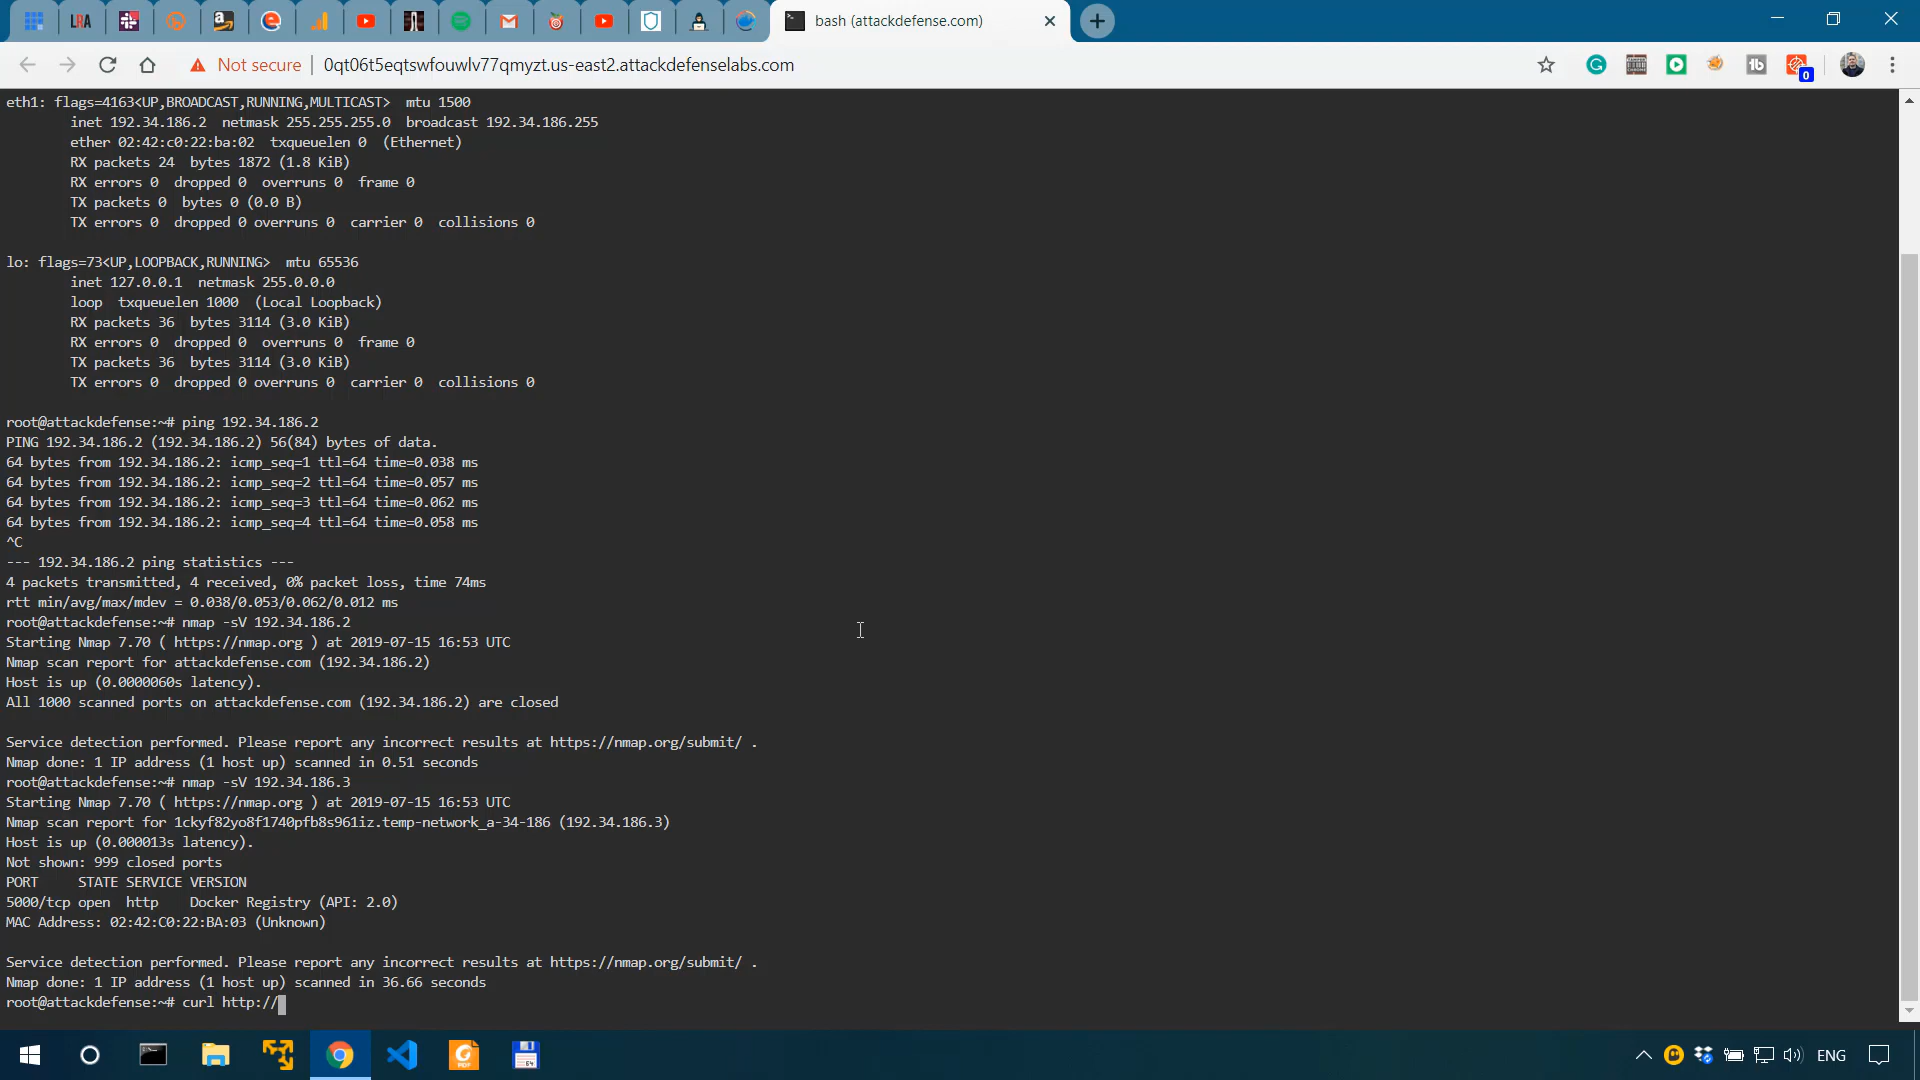 LRA
bash (attackdefense.com)
Not secure | 0qt06t5eqtswfouwlv77qmyzt.us-east2.attackdefenselabs.com
0
eth1: flags=4163<UP,BROADCAST,RUNNING,MULTICAST>  mtu 1500
        inet 192.34.186.2  netmask 255.255.255.0  broadcast 192.34.186.255
        ether 02:42:c0:22:ba:02  txqueuelen 0  (Ethernet)
        RX packets 24  bytes 1872 (1.8 KiB)
        RX errors 0  dropped 0  overruns 0  frame 0
        TX packets 0  bytes 0 (0.0 B)
        TX errors 0  dropped 0 overruns 0  carrier 0  collisions 0
lo: flags=73<UP,LOOPBACK,RUNNING>  mtu 65536
        inet 127.0.0.1  netmask 255.0.0.0
        loop  txqueuelen 1000  (Local Loopback)
        RX packets 36  bytes 3114 (3.0 KiB)
        RX errors 0  dropped 0  overruns 0  frame 0
        TX packets 36  bytes 3114 (3.0 KiB)
        TX errors 0  dropped 0 overruns 0  carrier 0  collisions 0
root@attackdefense:~# ping 192.34.186.2
PING 192.34.186.2 (192.34.186.2) 56(84) bytes of data.
64 bytes from 192.34.186.2: icmp_seq=1 ttl=64 time=0.038 ms
64 bytes from 192.34.186.2: icmp_seq=2 ttl=64 time=0.057 ms
64 bytes from 192.34.186.2: icmp_seq=3 ttl=64 time=0.062 ms
64 bytes from 192.34.186.2: icmp_seq=4 ttl=64 time=0.058 ms
^C
--- 192.34.186.2 ping statistics ---
4 packets transmitted, 4 received, 0% packet loss, time 74ms
rtt min/avg/max/mdev = 0.038/0.053/0.062/0.012 ms
root@attackdefense:~# nmap -sV 192.34.186.2
Starting Nmap 7.70 ( https://nmap.org ) at 2019-07-15 16:53 UTC
Nmap scan report for attackdefense.com (192.34.186.2)
Host is up (0.0000060s latency).
All 1000 scanned ports on attackdefense.com (192.34.186.2) are closed
Service detection performed. Please report any incorrect results at https://nmap.org/submit/ .
Nmap done: 1 IP address (1 host up) scanned in 0.51 seconds
root@attackdefense:~# nmap -sV 192.34.186.3
Starting Nmap 7.70 ( https://nmap.org ) at 2019-07-15 16:53 UTC
Nmap scan report for 1ckyf82yo8f1740pfb8s961iz.temp-network_a-34-186 (192.34.186.3)
Host is up (0.000013s latency).
Not shown: 999 closed ports
PORT     STATE SERVICE VERSION
5000/tcp open  http    Docker Registry (API: 2.0)
MAC Address: 02:42:C0:22:BA:03 (Unknown)
Service detection performed. Please report any incorrect results at https://nmap.org/submit/ .
Nmap done: 1 IP address (1 host up) scanned in 36.66 seconds
root@attackdefense:~# curl http://
ENG